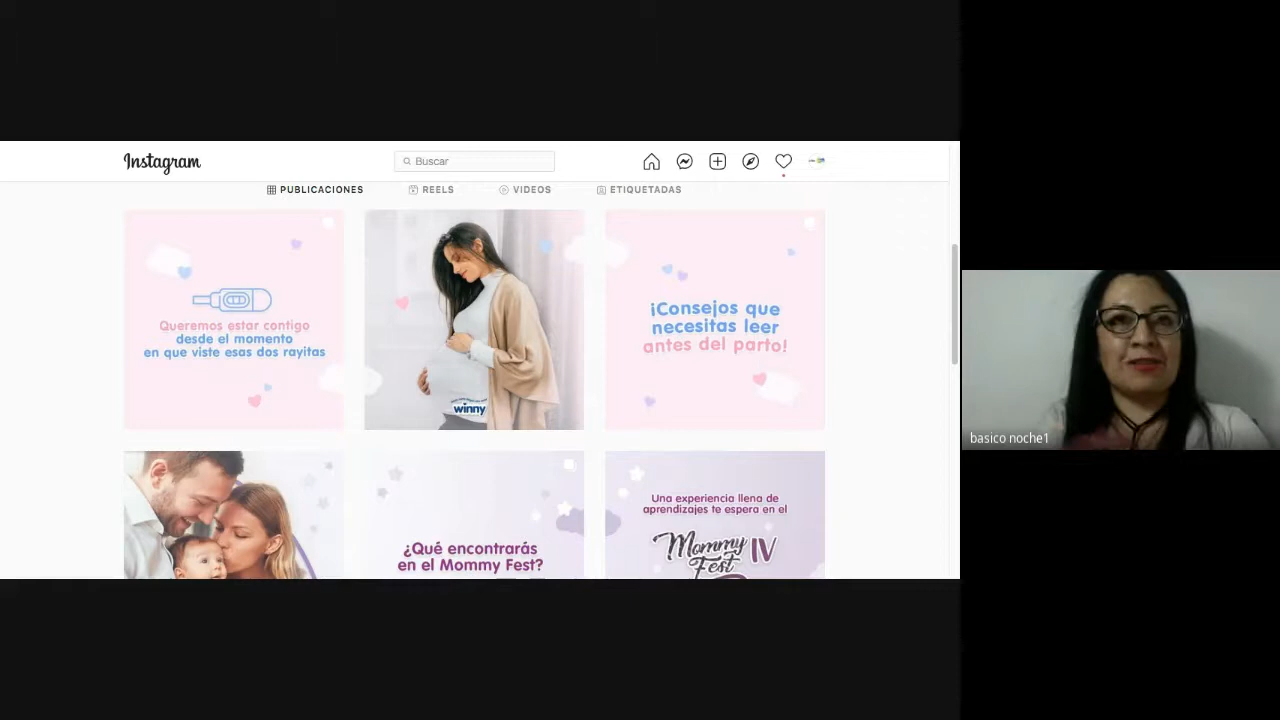 Instagram
Buscar
PUBLICACIONES
REELS
VIDEOS
ETIQUETADAS
Queremos estar contigo
desde el momento
en que viste esas dos rayitas
winny
¡Consejos que
necesitas leer
antes del parto!
¿Qué encontrarás
en el Mommy Fest?
Una experiencia llena de
aprendizajes te espera en el
Mommy
Fest IV
basico noche1